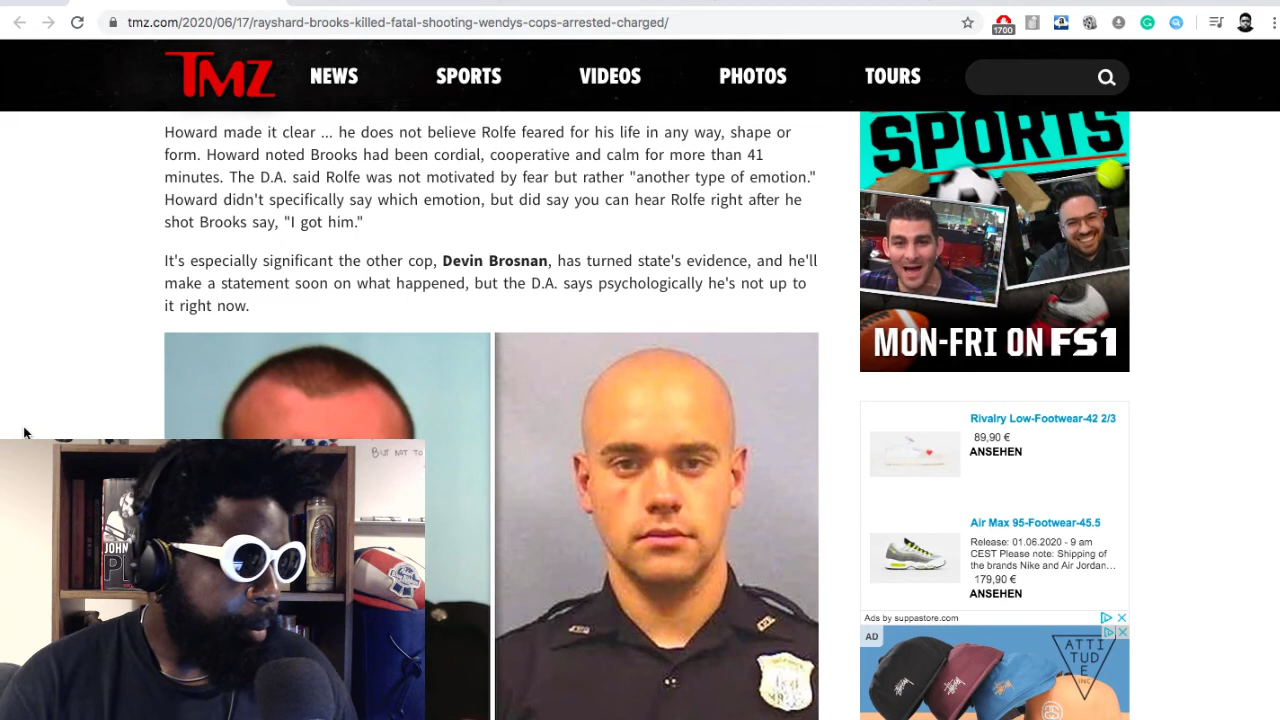 tmz.com/2020/06/17/rayshard-brooks-killed-fatal-shooting-wendys-cops-arrested-charged/
1700
TMZ
NEWS
SPORTS
VIDEOS
PHOTOS
TOURS
Howard made it clear ... he does not believe Rolfe feared for his life in any way, shape or
form. Howard noted Brooks had been cordial, cooperative and calm for more than 41
minutes. The D.A. said Rolfe was not motivated by fear but rather "another type of emotion."
Howard didn't specifically say which emotion, but did say you can hear Rolfe right after he
shot Brooks say, "I got him."
It's especially significant the other cop, Devin Brosnan, has turned state's evidence, and he'll
make a statement soon on what happened, but the D.A. says psychologically he's not up to
it right now.
SPORTS
MON-FRI ON FS1
Rivalry Low-Footwear-42 2/3
89,90 €
ANSEHEN
Air Max 95-Footwear-45.5
Release: 01.06.2020 - 9 am
CEST Please note: Shipping of
the brands Nike and Air Jordan...
179,90 €
ANSEHEN
Ads by suppastore.com
AD
ATTI
TUD
E
INC
BUT NOT TO
JOHN